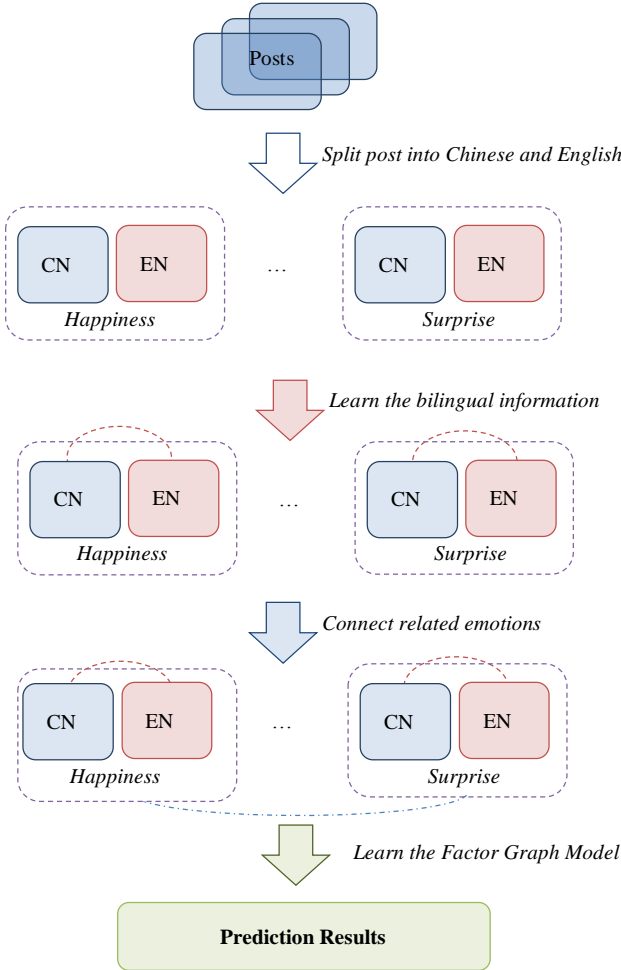 Posts
Split post into Chinese and English
CN EN … CN EN
Happiness Surprise
Learn the bilingual information
CN EN … CN EN
Happiness Surprise
Connect related emotions
CN EN … CN EN
Happiness Surprise
Learn the Factor Graph Model
Prediction Results